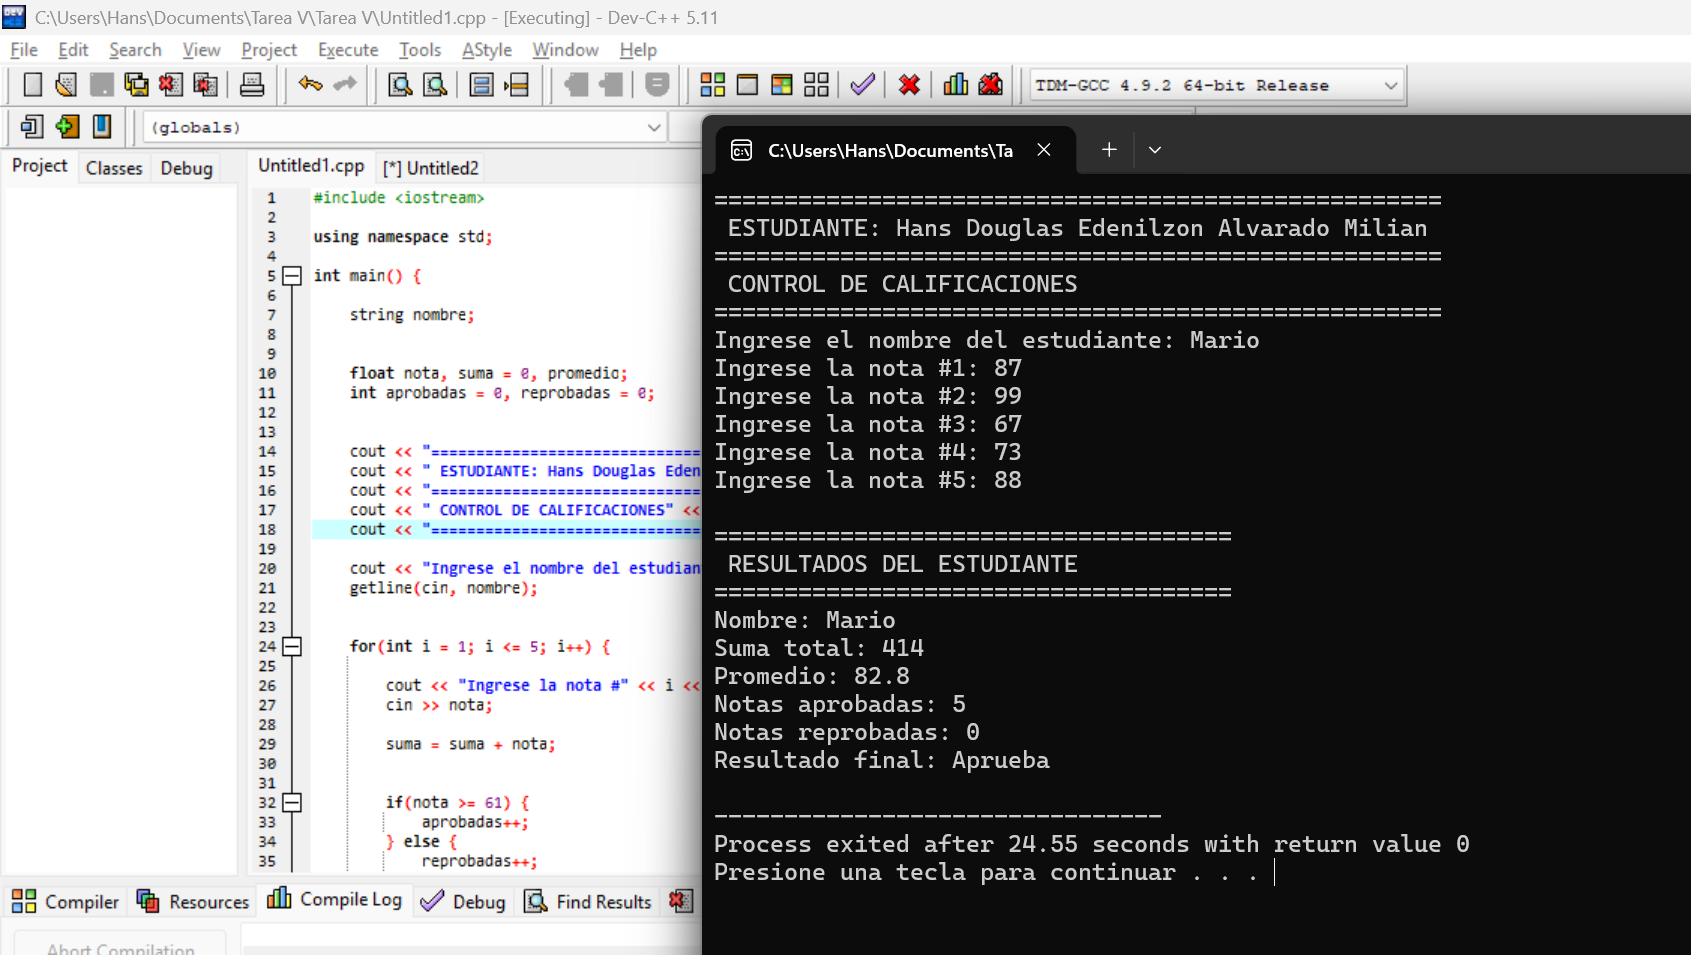 C:\Users\Hans\Documents\Tarea V\Tarea V\Untitled1.cpp - [Executing] - Dev-C++ 5.11
File Edit Search View Project Execute Tools AStyle Window Help
TDM-GCC 4.9.2 64-bit Release
(globals)
Project Classes Debug
Untitled1.cpp [*] Untitled2
1 #include <iostream>
2
3 using namespace std;
4
5 int main() {
6
7 string nombre;
8
9
10 float nota, suma = 0, promedio;
11 int aprobadas = 0, reprobadas = 0;
12
13
14 cout << "==============================
15 cout << " ESTUDIANTE: Hans Douglas Eden
16 cout << "==============================
17 cout << " CONTROL DE CALIFICACIONES" <<
18 cout << "==============================
19
20 cout << "Ingrese el nombre del estudian
21 getline(cin, nombre);
22
23
24 for(int i = 1; i <= 5; i++) {
25
26 cout << "Ingrese la nota #" << i <<
27 cin >> nota;
28
29 suma = suma + nota;
30
31
32 if(nota >= 61) {
33 aprobadas++;
34 } else {
35 reprobadas++;
Compiler Resources Compile Log Debug Find Results
Abort Compilation
C:\Users\Hans\Documents\Ta
====================================================
ESTUDIANTE: Hans Douglas Edenilzon Alvarado Milian
====================================================
CONTROL DE CALIFICACIONES
====================================================
Ingrese el nombre del estudiante: Mario
Ingrese la nota #1: 87
Ingrese la nota #2: 99
Ingrese la nota #3: 67
Ingrese la nota #4: 73
Ingrese la nota #5: 88
=====================================
RESULTADOS DEL ESTUDIANTE
=====================================
Nombre: Mario
Suma total: 414
Promedio: 82.8
Notas aprobadas: 5
Notas reprobadas: 0
Resultado final: Aprueba
--------------------------------
Process exited after 24.55 seconds with return value 0
Presione una tecla para continuar . . .